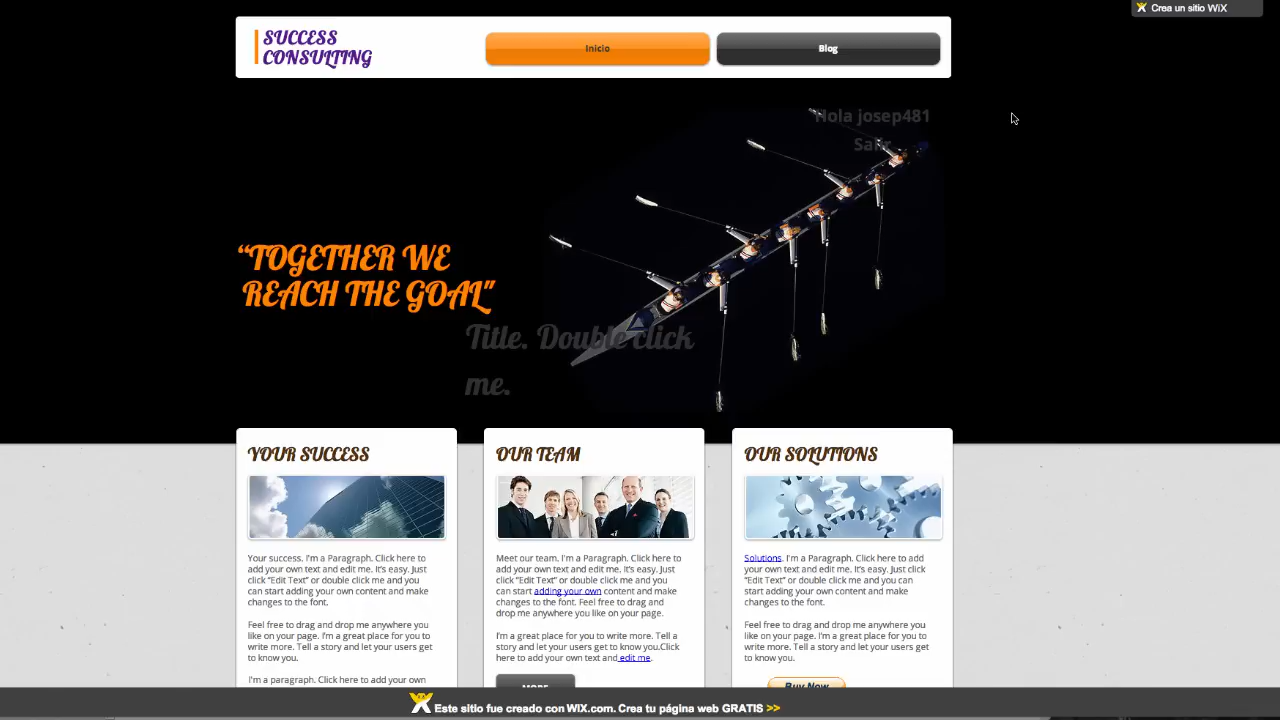 Crea un sitio WiX
SUCCESS
CONSULTING
Inicio
Blog
Hola josep481
Salir
“TOGETHER WE
REACH THE GOAL"
Title. Double click
me.
YOUR SUCCESS
Your success. I'm a Paragraph. Click here to
add your own text and edit me. It's easy. Just
click “Edit Text” or double click me and you
can start adding your own content and make
changes to the font.
Feel free to drag and drop me anywhere you
like on your page. I'm a great place for you to
write more. Tell a story and let your users get
to know you.
I'm a paragraph. Click here to add your own
OUR TEAM
Meet our team. I'm a Paragraph. Click here to
add your own text and edit me. It's easy. Just
click “Edit Text” or double click me and you
can start adding your own content and make
changes to the font. Feel free to drag and
drop me anywhere you like on your page.
I'm a great place for you to write more. Tell a
story and let your users get to know you.Click
here to add your own text and edit me.
MORE
OUR SOLUTIONS
Solutions. I'm a Paragraph. Click here to add
your own text and edit me. It's easy. Just click
“Edit Text” or double click me and you can
start adding your own content and make
changes to the font.
Feel free to drag and drop me anywhere you
like on your page. I'm a great place for you to
write more. Tell a story and let your users get
to know you.
Buy Now
WiX Este sitio fue creado con WIX.com. Crea tu página web GRATIS >>